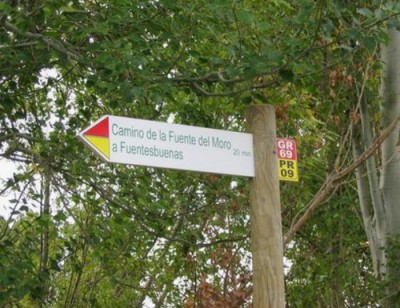 Camino de la Fuente del Moro
a Fuentesbuenas
20 min
GR
69
PR
09